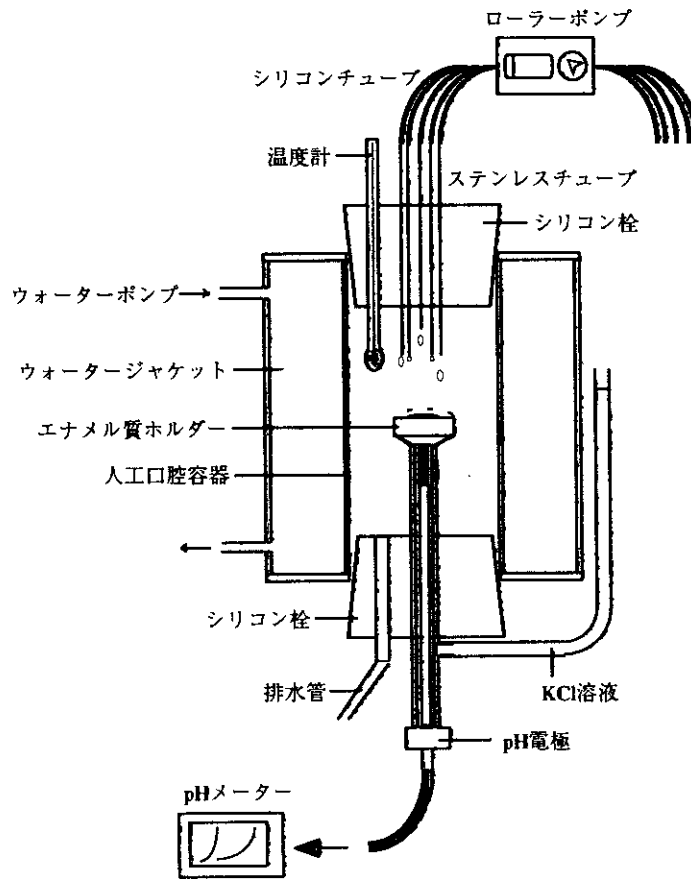 ローラーポンプ
シリコンチューブ
温度計
ステンレスチューブ
シリコン栓
ウォーターポンプ
ウォータージャケット
エナメル質ホルダー
人工口腔容器
シリコン栓
排水管
KCl溶液
pH電極
pHメーター